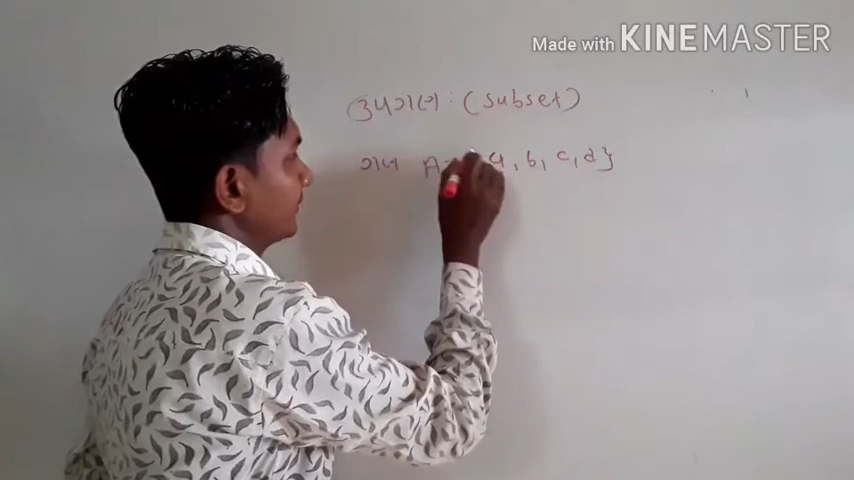 Made with KINEMASTER
ઉપગણ : (subset)
ગણ A = {a, b, c, d}